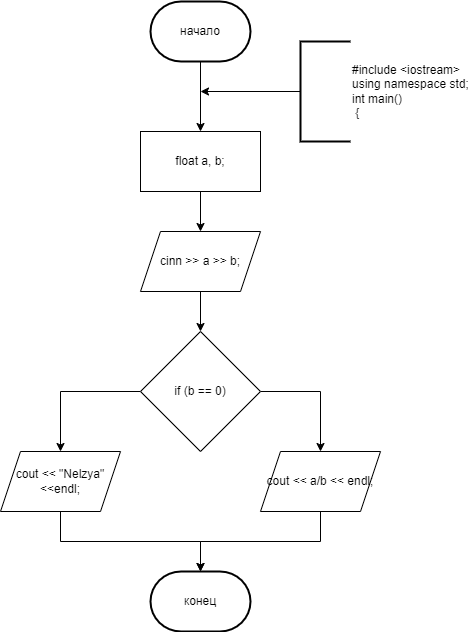 начало
#include <iostream>
using namespace std;
int main()
{
float a, b;
cinn >> a >> b;
if (b == 0)
cout << "Nelzya"
<<endl;
cout << a/b << endl;
конец